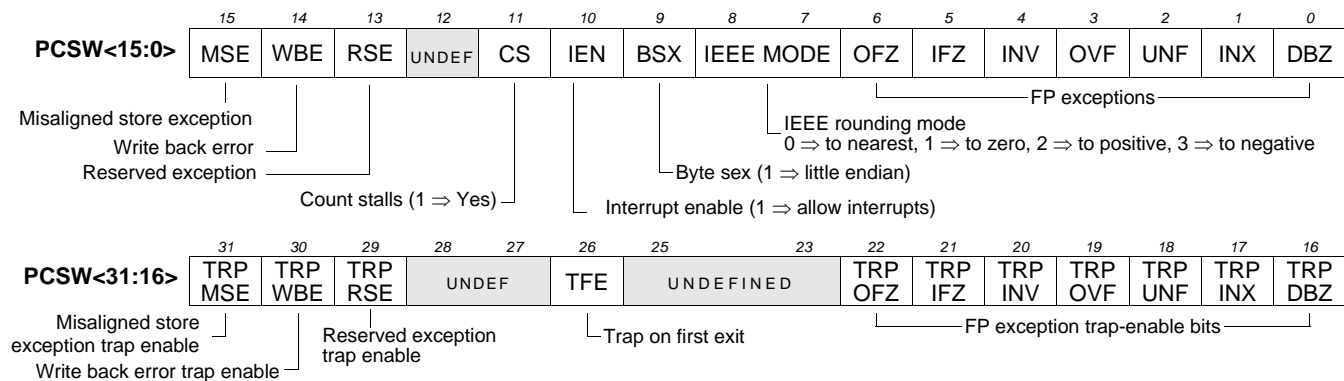 15 14 13 12 11 10 9 8 7 6 5 4 3 2 1 0
PCSW<15:0> MSE WBE RSE UNDEF CS IEN BSX IEEE MODE OFZ IFZ INV OVF UNF INX DBZ
FP exceptions
Misaligned store exception
IEEE rounding mode
Write back error
0 ⇒ to nearest, 1 ⇒ to zero, 2 ⇒ to positive, 3 ⇒ to negative
Reserved exception
Byte sex (1 ⇒ little endian)
Count stalls (1 ⇒ Yes)
Interrupt enable (1 ⇒ allow interrupts)
31 30 29 28 27 26 25 23 22 21 20 19 18 17 16
PCSW<31:16> TRP MSE TRP WBE TRP RSE UNDEF TFE UNDEFINED TRP OFZ TRP IFZ TRP INV TRP OVF TRP UNF TRP INX TRP DBZ
Misaligned store
exception trap enable
Reserved exception
trap enable
Trap on first exit
FP exception trap-enable bits
Write back error trap enable